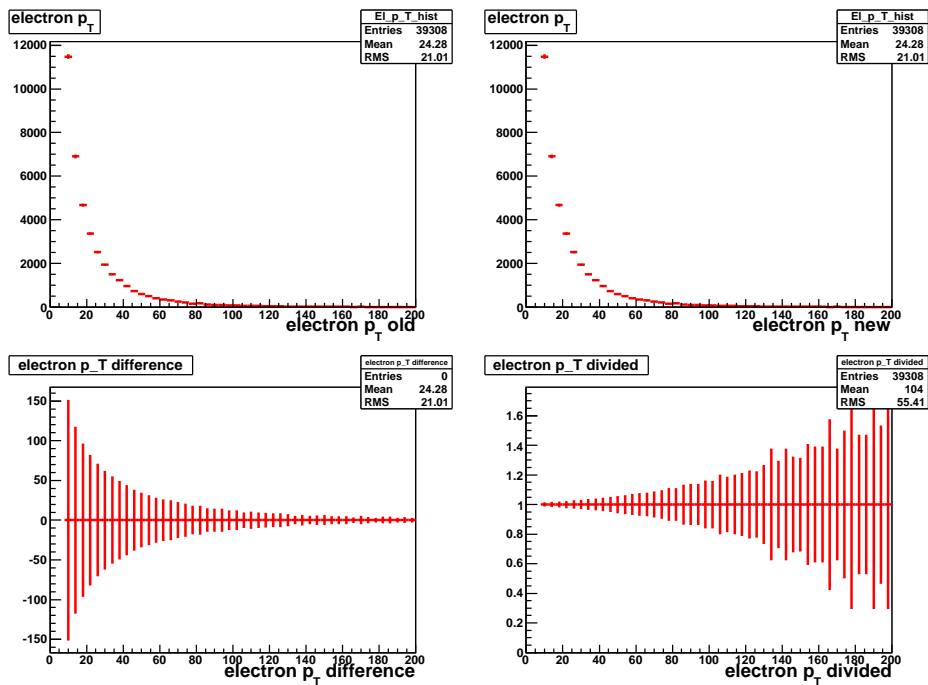 electron p_T
El_p_T_hist
Entries 39308
Mean 24.28
RMS 21.01
12000
10000
8000
6000
4000
2000
0
0 20 40 60 80 100 120 140 160 180 200
electron p_T old
electron p_T
El_p_T_hist
Entries 39308
Mean 24.28
RMS 21.01
12000
10000
8000
6000
4000
2000
0
0 20 40 60 80 100 120 140 160 180 200
electron p_T new
electron p_T difference
electron p_T difference
Entries 0
Mean 24.28
RMS 21.01
150
100
50
0
-50
-100
-150
0 20 40 60 80 100 120 140 160 180 200
electron p_T difference
electron p_T divided
electron p_T divided
Entries 39308
Mean 104
RMS 55.41
1.6
1.4
1.2
1
0.8
0.6
0.4
0.2
0
0 20 40 60 80 100 120 140 160 180 200
electron p_T divided